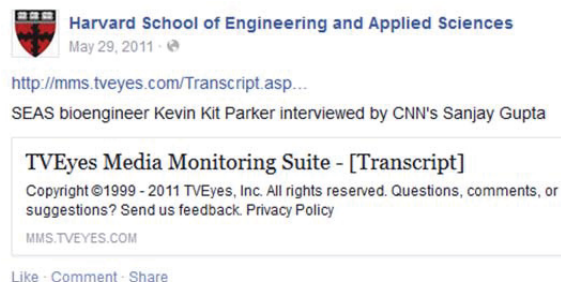 Harvard School of Engineering and Applied Sciences
May 29, 2011 ·
http://mms.tveyes.com/Transcript.asp...
SEAS bioengineer Kevin Kit Parker interviewed by CNN's Sanjay Gupta
TVEyes Media Monitoring Suite - [Transcript]
Copyright ©1999 - 2011 TVEyes, Inc. All rights reserved. Questions, comments, or
suggestions? Send us feedback. Privacy Policy
MMS.TVEYES.COM
Like · Comment · Share